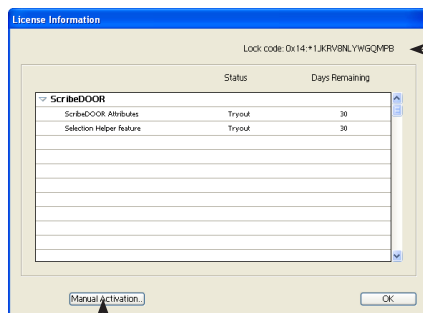 License Information
Lock code: 0x14:*1JKRV8NLYWGQMPB
Status Days Remaining
ScribeDOOR
ScribeDOOR Attributes Tryout 30
Selection Helper feature Tryout 30
Manual Activation.. OK